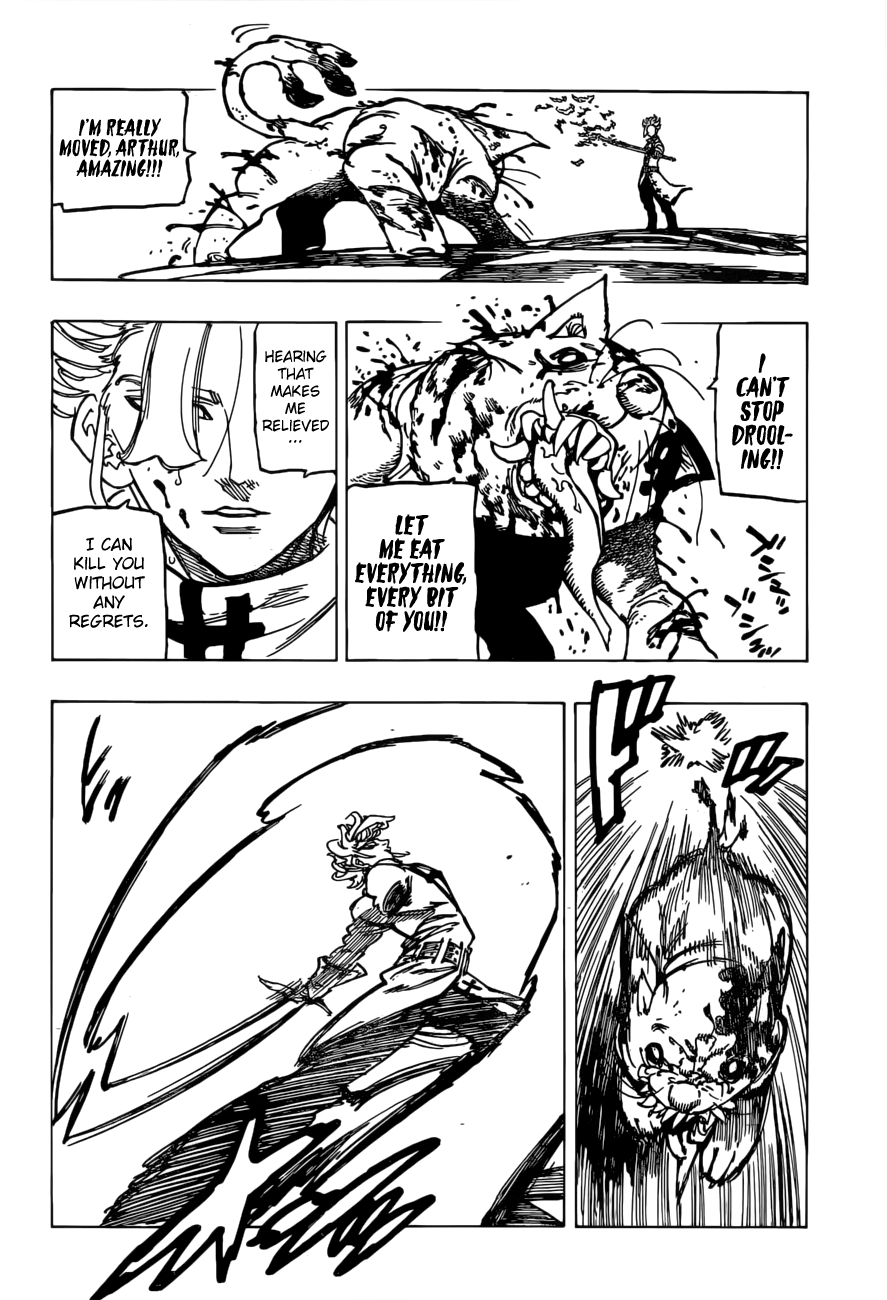 I'M REALLY
MOVED, ARTHUR,
AMAZING!!!
I
CAN'T
STOP
DROOL-
ING!!
LET
ME EAT
EVERYTHING,
EVERY BIT
OF YOU!!
HEARING
THAT
MAKES
ME
RELIEVED
...
I CAN
KILL YOU
WITHOUT
ANY
REGRETS.